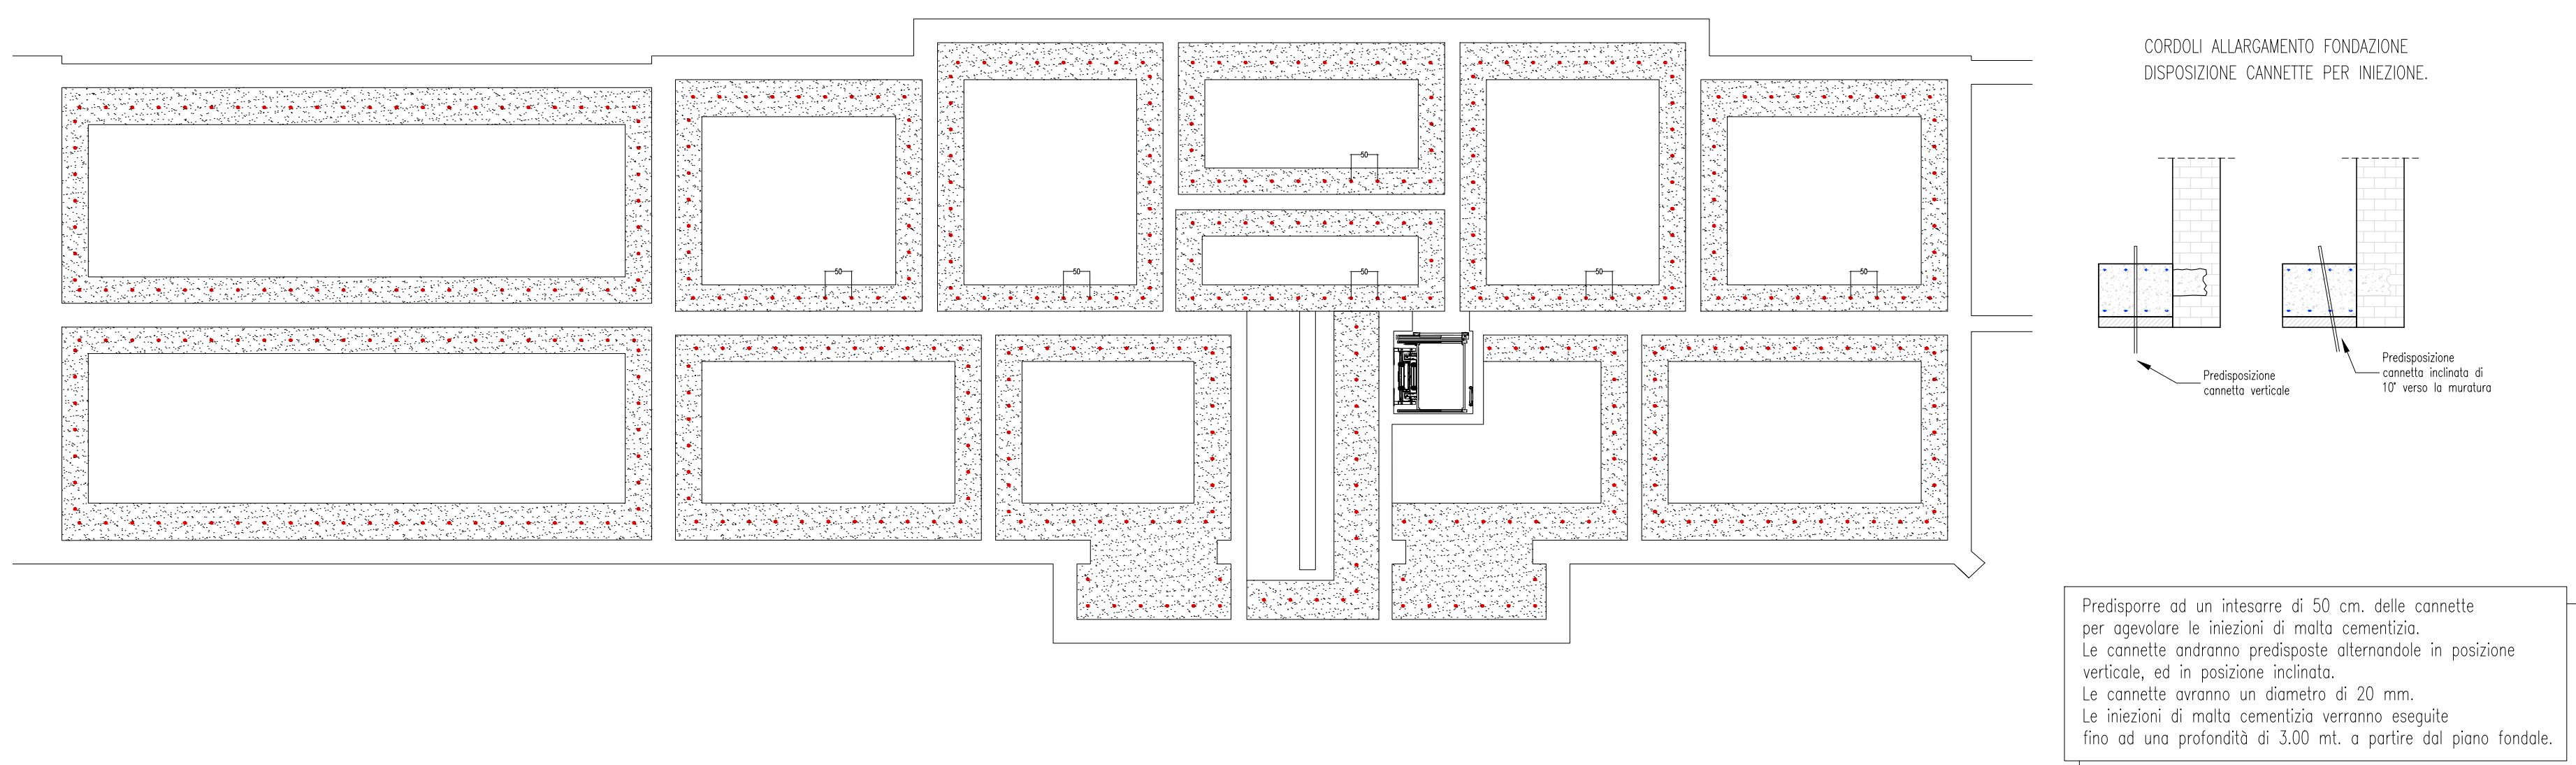 CORDOLI ALLARGAMENTO FONDAZIONE
DISPOSIZIONE CANNETTE PER INIEZIONE.
50
50
50
50
50
50
Predisposizione
cannetta verticale
Predisposizione
cannetta inclinata di
10° verso la muratura
Predisporre ad un intesarre di 50 cm. delle cannette
per agevolare le iniezioni di malta cementizia.
Le cannette andranno predisposte alternandole in posizione
verticale, ed in posizione inclinata.
Le cannette avranno un diametro di 20 mm.
Le iniezioni di malta cementizia verranno eseguite
fino ad una profondità di 3.00 mt. a partire dal piano fondale.